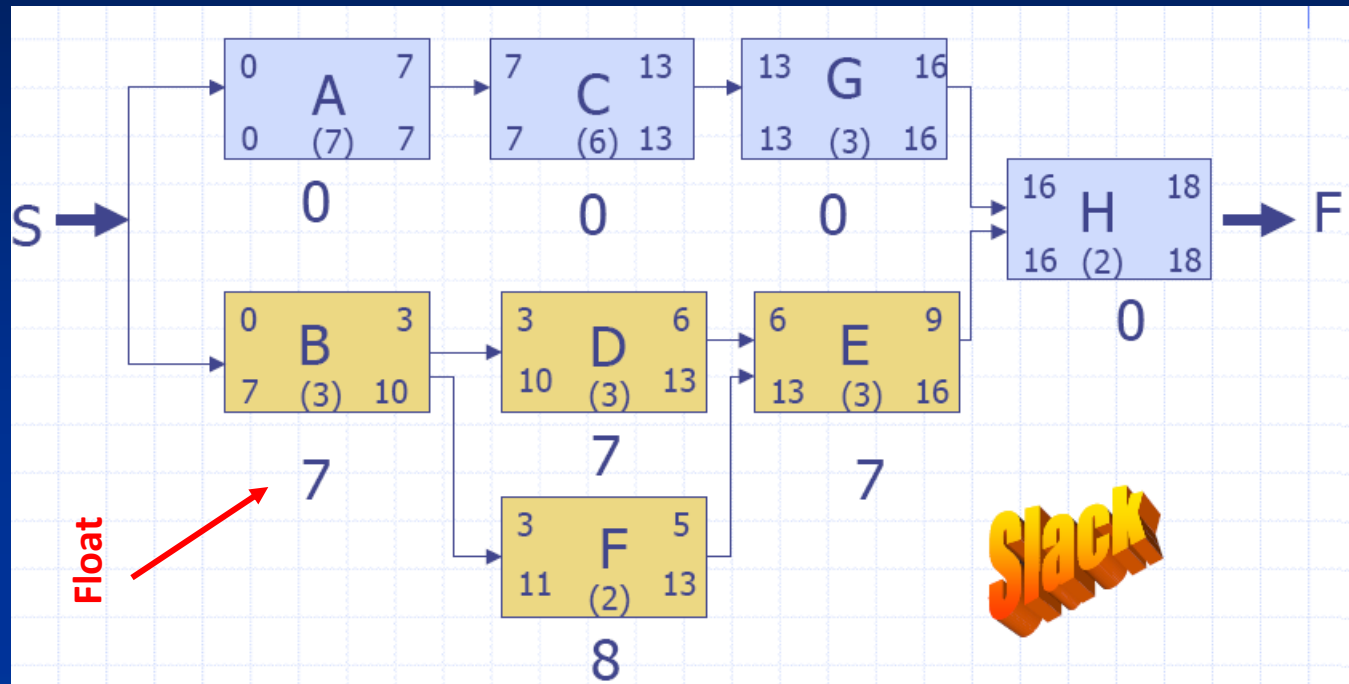 0 A 7
0 (7) 7
0
7 C 13
7 (6) 13
0
13 G 16
13 (3) 16
0
S
16 H 18
16 (2) 18
0
F
0 B 3
7 (3) 10
7
3 D 6
10 (3) 13
7
6 E 9
13 (3) 16
7
3 F 5
11 (2) 13
8
Float
Slack